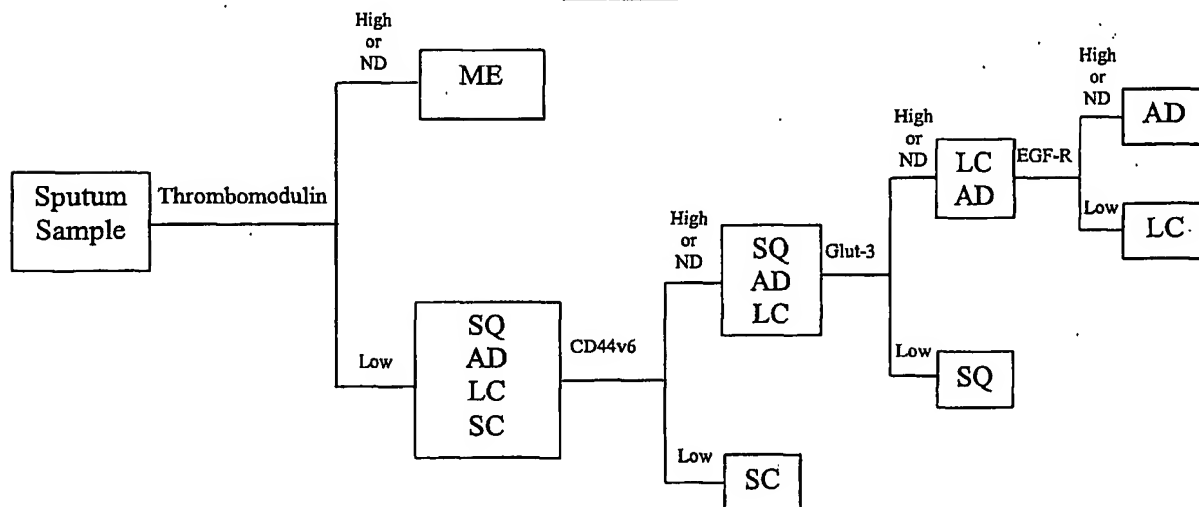 Sputum
Sample
Thrombomodulin
High
or
ND
ME
Low
SQ
AD
LC
SC
CD44v6
High
or
ND
SQ
AD
LC
Low
SC
Glut-3
High
or
ND
LC
AD
Low
SQ
EGF-R
High
or
ND
AD
Low
LC